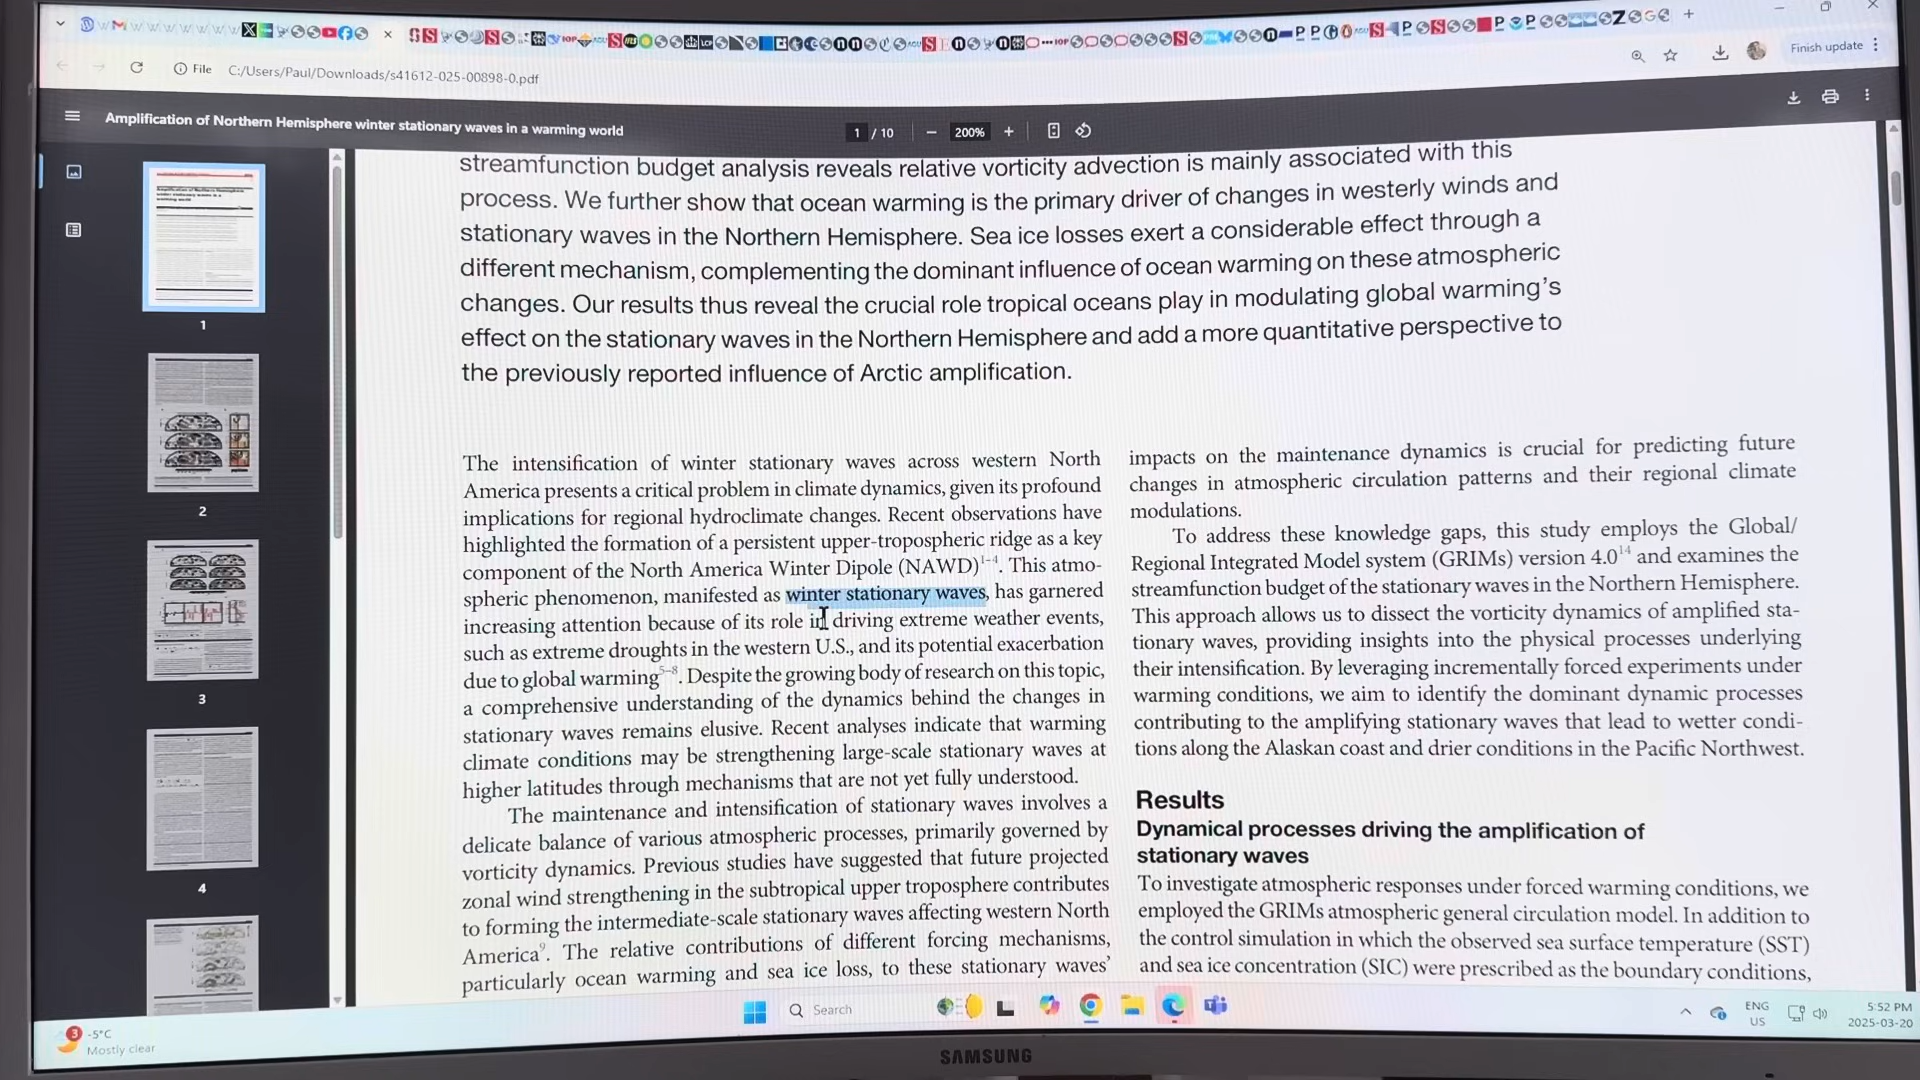 Finish update
File C:/Users/Paul/Downloads/s41612-025-00898-0.pdf
Amplification of Northern Hemisphere winter stationary waves in a warming world
1 / 10
200%
1
2
3
4
streamfunction budget analysis reveals relative vorticity advection is mainly associated with this
process. We further show that ocean warming is the primary driver of changes in westerly winds and
stationary waves in the Northern Hemisphere. Sea ice losses exert a considerable effect through a
different mechanism, complementing the dominant influence of ocean warming on these atmospheric
changes. Our results thus reveal the crucial role tropical oceans play in modulating global warming's
effect on the stationary waves in the Northern Hemisphere and add a more quantitative perspective to
the previously reported influence of Arctic amplification.
The intensification of winter stationary waves across western North
America presents a critical problem in climate dynamics, given its profound
implications for regional hydroclimate changes. Recent observations have
highlighted the formation of a persistent upper-tropospheric ridge as a key
component of the North America Winter Dipole (NAWD)1–4. This atmo-
spheric phenomenon, manifested as winter stationary waves, has garnered
increasing attention because of its role in driving extreme weather events,
such as extreme droughts in the western U.S., and its potential exacerbation
due to global warming5–8. Despite the growing body of research on this topic,
a comprehensive understanding of the dynamics behind the changes in
stationary waves remains elusive. Recent analyses indicate that warming
climate conditions may be strengthening large-scale stationary waves at
higher latitudes through mechanisms that are not yet fully understood.
The maintenance and intensification of stationary waves involves a
delicate balance of various atmospheric processes, primarily governed by
vorticity dynamics. Previous studies have suggested that future projected
zonal wind strengthening in the subtropical upper troposphere contributes
to forming the intermediate-scale stationary waves affecting western North
America9. The relative contributions of different forcing mechanisms,
particularly ocean warming and sea ice loss, to these stationary waves'
impacts on the maintenance dynamics is crucial for predicting future
changes in atmospheric circulation patterns and their regional climate
modulations.
To address these knowledge gaps, this study employs the Global/
Regional Integrated Model system (GRIMs) version 4.014 and examines the
streamfunction budget of the stationary waves in the Northern Hemisphere.
This approach allows us to dissect the vorticity dynamics of amplified sta-
tionary waves, providing insights into the physical processes underlying
their intensification. By leveraging incrementally forced experiments under
warming conditions, we aim to identify the dominant dynamic processes
contributing to the amplifying stationary waves that lead to wetter condi-
tions along the Alaskan coast and drier conditions in the Pacific Northwest.
Results
Dynamical processes driving the amplification of
stationary waves
To investigate atmospheric responses under forced warming conditions, we
employed the GRIMs atmospheric general circulation model. In addition to
the control simulation in which the observed sea surface temperature (SST)
and sea ice concentration (SIC) were prescribed as the boundary conditions,
3
-5°C
Mostly clear
Search
ENG
US
5:52 PM
2025-03-20
SAMSUNG